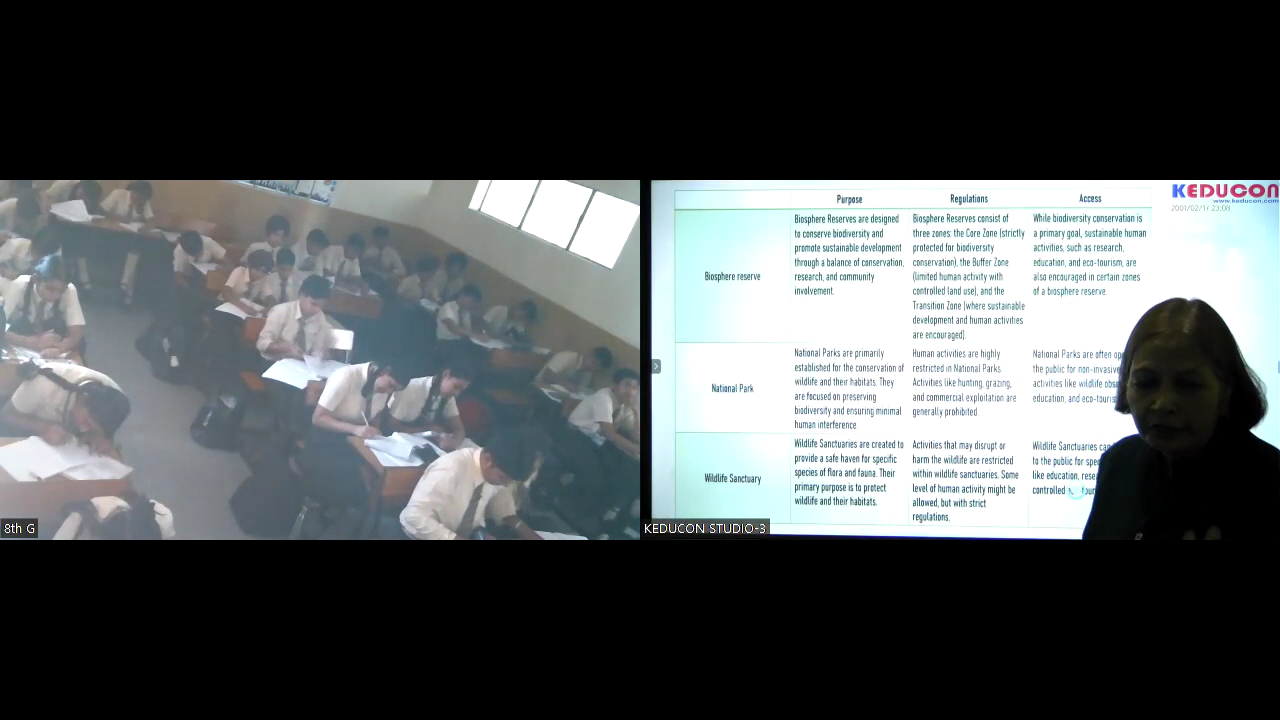 8th G
KEDUCON STUDIO-3
KEDUCON
www.keducon.com
2001/02/17 23:08
Purpose
Regulations
Access
Biosphere reserve
Biosphere Reserves are designed
to conserve biodiversity and
promote sustainable development
through a balance of conservation,
research, and community
involvement.
Biosphere Reserves consist of
three zones: the Core Zone (strictly
protected for biodiversity
conservation), the Buffer Zone
(limited human activity with
controlled land use), and the
Transition Zone (where sustainable
development and human activities
are encouraged).
While biodiversity conservation is
a primary goal, sustainable human
activities, such as research,
education, and eco-tourism, are
also encouraged in certain zones
of a biosphere reserve.
National Park
National Parks are primarily
established for the conservation of
wildlife and their habitats. They
are focused on preserving
biodiversity and ensuring minimal
human interference.
Human activities are highly
restricted in National Parks
Activities like hunting, grazing,
and commercial exploitation are
generally prohibited
National Parks are often
the public for non-invasive
activities like wildlife
education, and
Wildlife Sanctuary
Wildlife Sanctuaries are created to
provide a safe haven for specific
species of flora and fauna. Their
primary purpose is to protect
wildlife and their habitats.
Activities that may disrupt or
harm the wildlife are restricted
within wildlife sanctuaries. Some
level of human activity might be
allowed, but with strict
regulations.
Wildlife Sanctuaries
to the public for
like education,
controlled